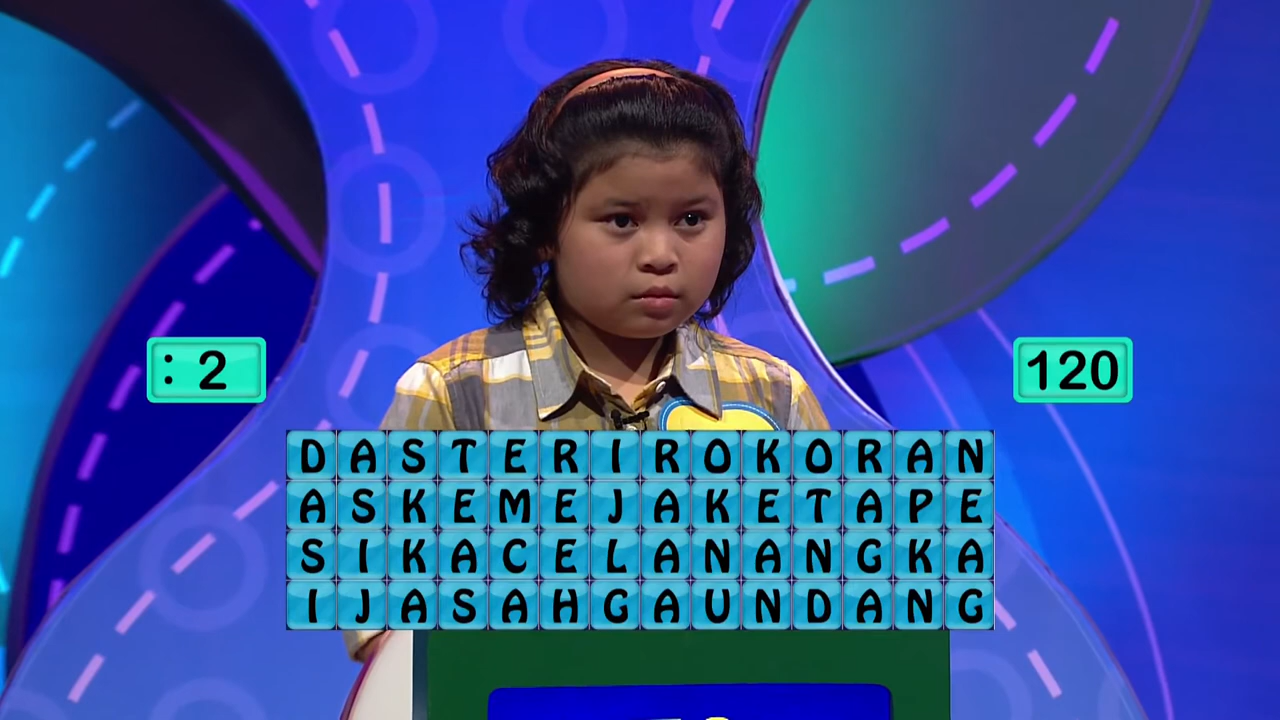 : 2
120
DASTERIROKORAN
ASKEMEJAKETAPE
SIKACELANANGKA
IJASAHGAUNDANG